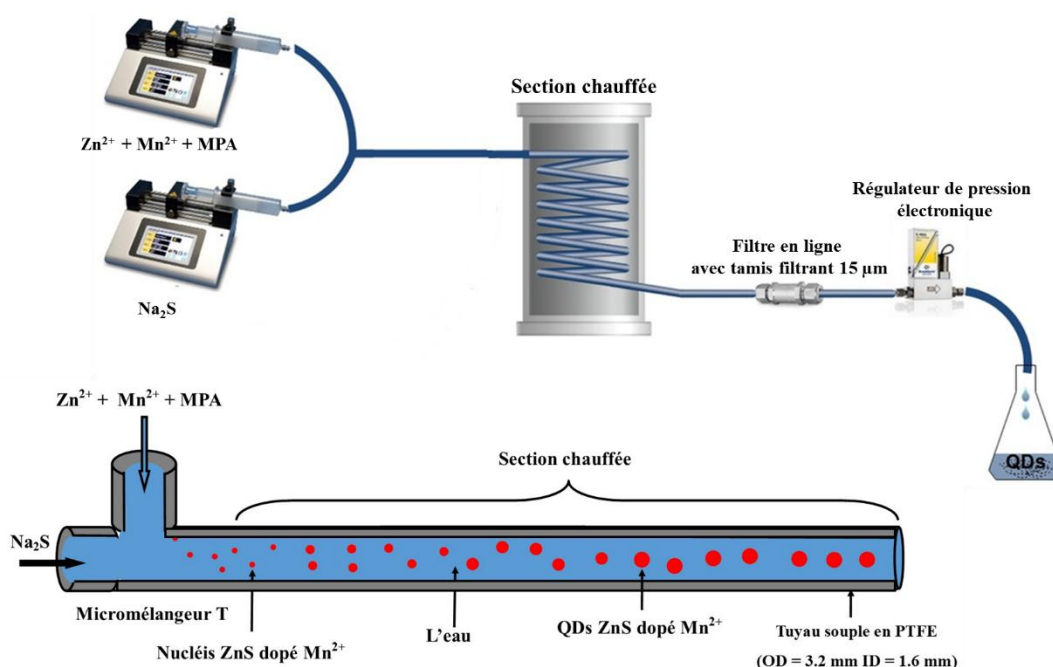 Zn²⁺ + Mn²⁺ + MPA
Na₂S
Section chauffée
Filtre en ligne
avec tamis filtrant 15 µm
Régulateur de pression
électronique
QDs
Zn²⁺ + Mn²⁺ + MPA
Section chauffée
Na₂S
Micromélangeur T
Nucléis ZnS dopé Mn²⁺
L'eau
QDs ZnS dopé Mn²⁺
Tuyau souple en PTFE
(OD = 3.2 mm ID = 1.6 mm)